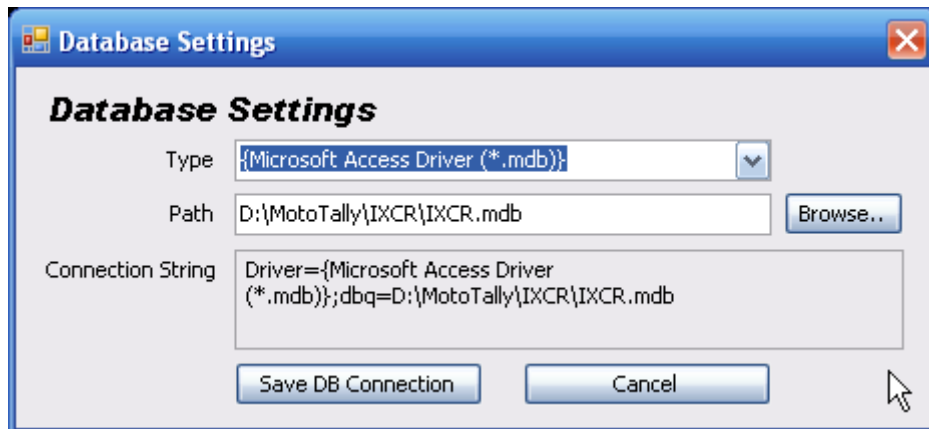 Database Settings
Database Settings
Type {Microsoft Access Driver (*.mdb)}
Path D:\MotoTally\IXCR\IXCR.mdb Browse..
Connection String Driver={Microsoft Access Driver
(*.mdb)};dbq=D:\MotoTally\IXCR\IXCR.mdb
Save DB Connection Cancel